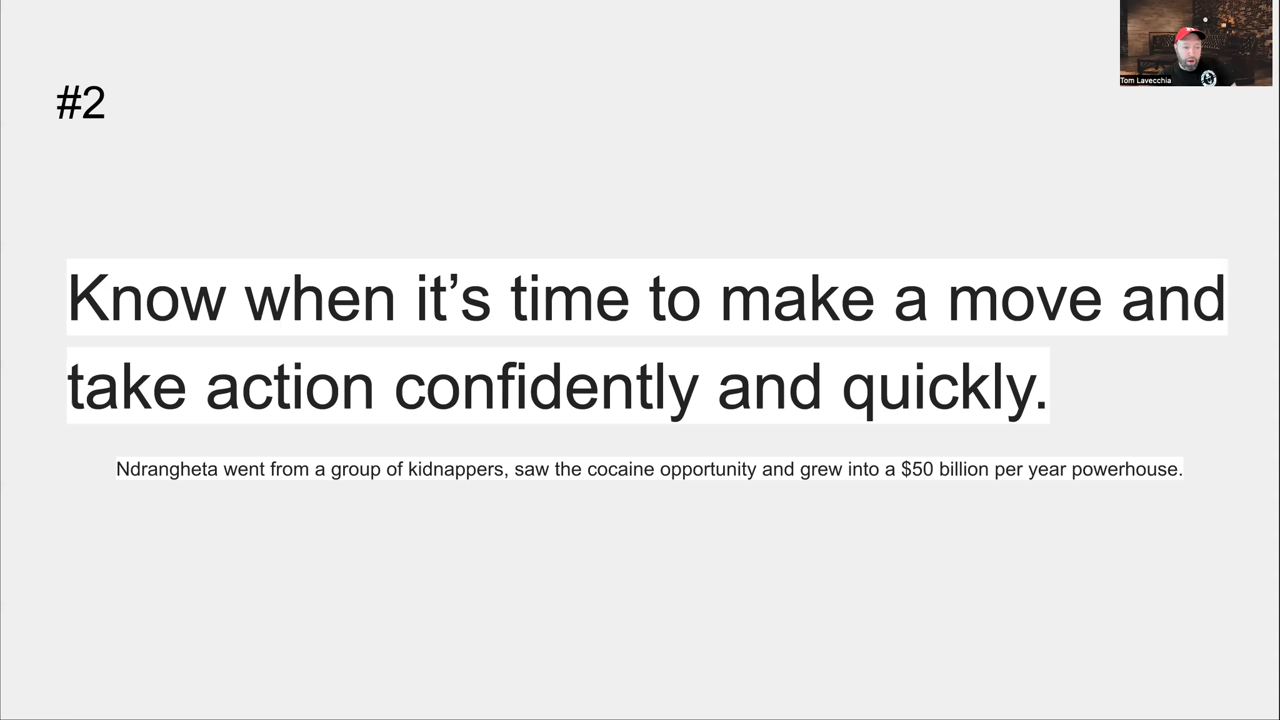 #2
Know when it’s time to make a move and
take action confidently and quickly.
Ndrangheta went from a group of kidnappers, saw the cocaine opportunity and grew into a $50 billion per year powerhouse.
Tom Lavecchia